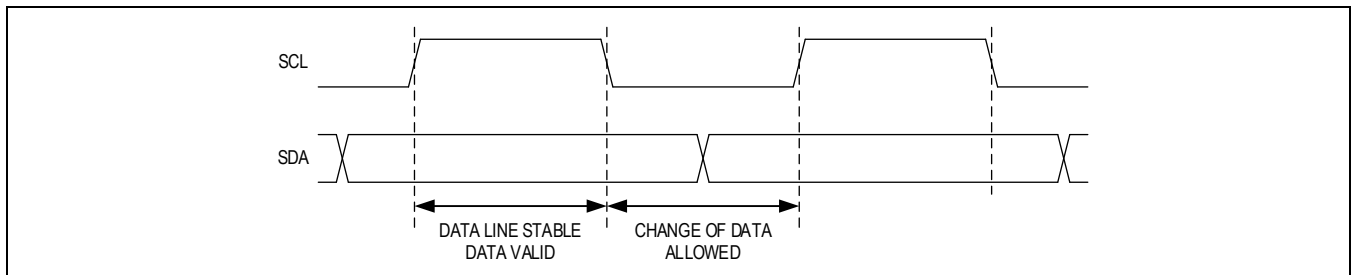 SCL
SDA
DATA LINE STABLE
DATA VALID
CHANGE OF DATA
ALLOWED